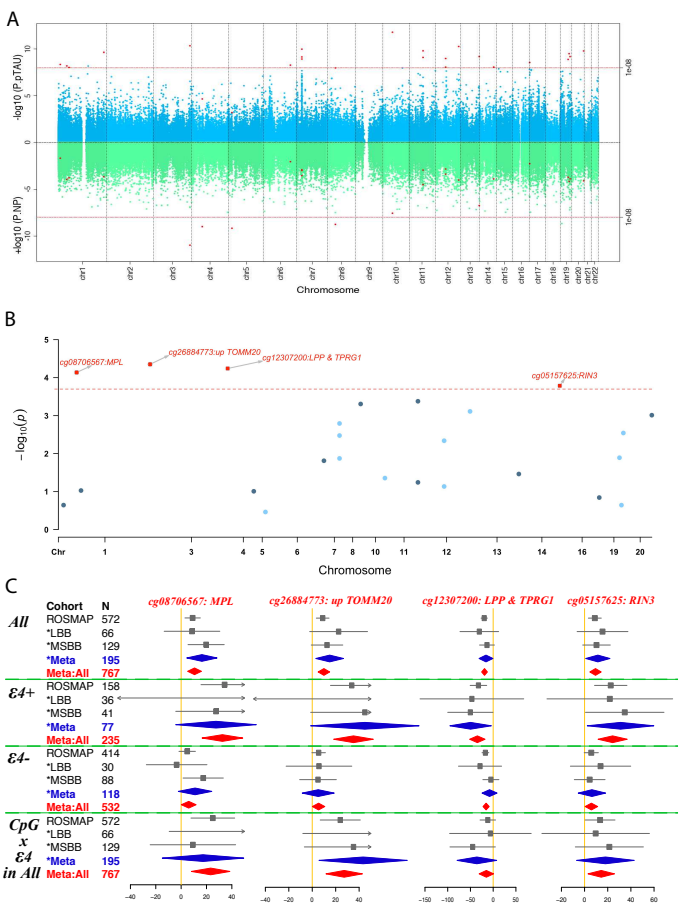 A
-log10 (P.pTAU)
+log10 (P.NP)
10
5
0
-5
-10
1e-08
1e-08
chr1
chr2
chr3
chr4
chr5
chr6
chr7
chr8
chr9
chr10
chr11
chr12
chr13
chr14
chr15
chr16
chr17
chr18
chr19
chr20
chr21
chr22
Chromosome
B
− log10(p)
5
4
3
2
1
0
cg08706567:MPL
cg26884773:up TOMM20
cg12307200:LPP & TPRG1
cg05157625:RIN3
Chr 1 3 4 5 6 7 8 10 11 12 14 16 19 20
Chromosome
C
Cohort N
cg08706567: MPL cg26884773: up TOMM20 cg12307200: LPP & TPRG1 cg05157625: RIN3
All
ROSMAP 572
*LBB 66
*MSBB 129
*Meta 195
Meta:All 767
ε4+
ROSMAP 158
*LBB 36
*MSBB 41
*Meta 77
Meta:All 235
ε4-
ROSMAP 414
*LBB 30
*MSBB 88
*Meta 118
Meta:All 532
CpG
x
ε4
in All
ROSMAP 572
*LBB 66
*MSBB 129
*Meta 195
Meta:All 767
−40 −20 0 20 40
−40 0 20 40 60 80
−150 −100 −50 0 50
−40 0 20 40 60